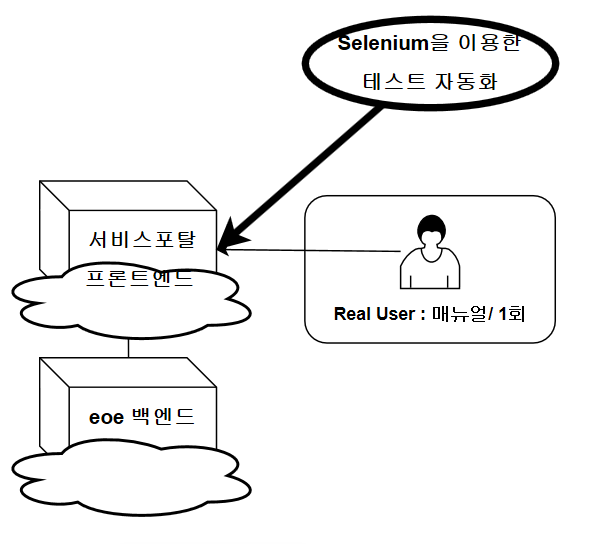 Selenium을 이용한
테스트 자동화
서비스포탈
프론트엔드
Real User : 매뉴얼/ 1회
eoe 백엔드